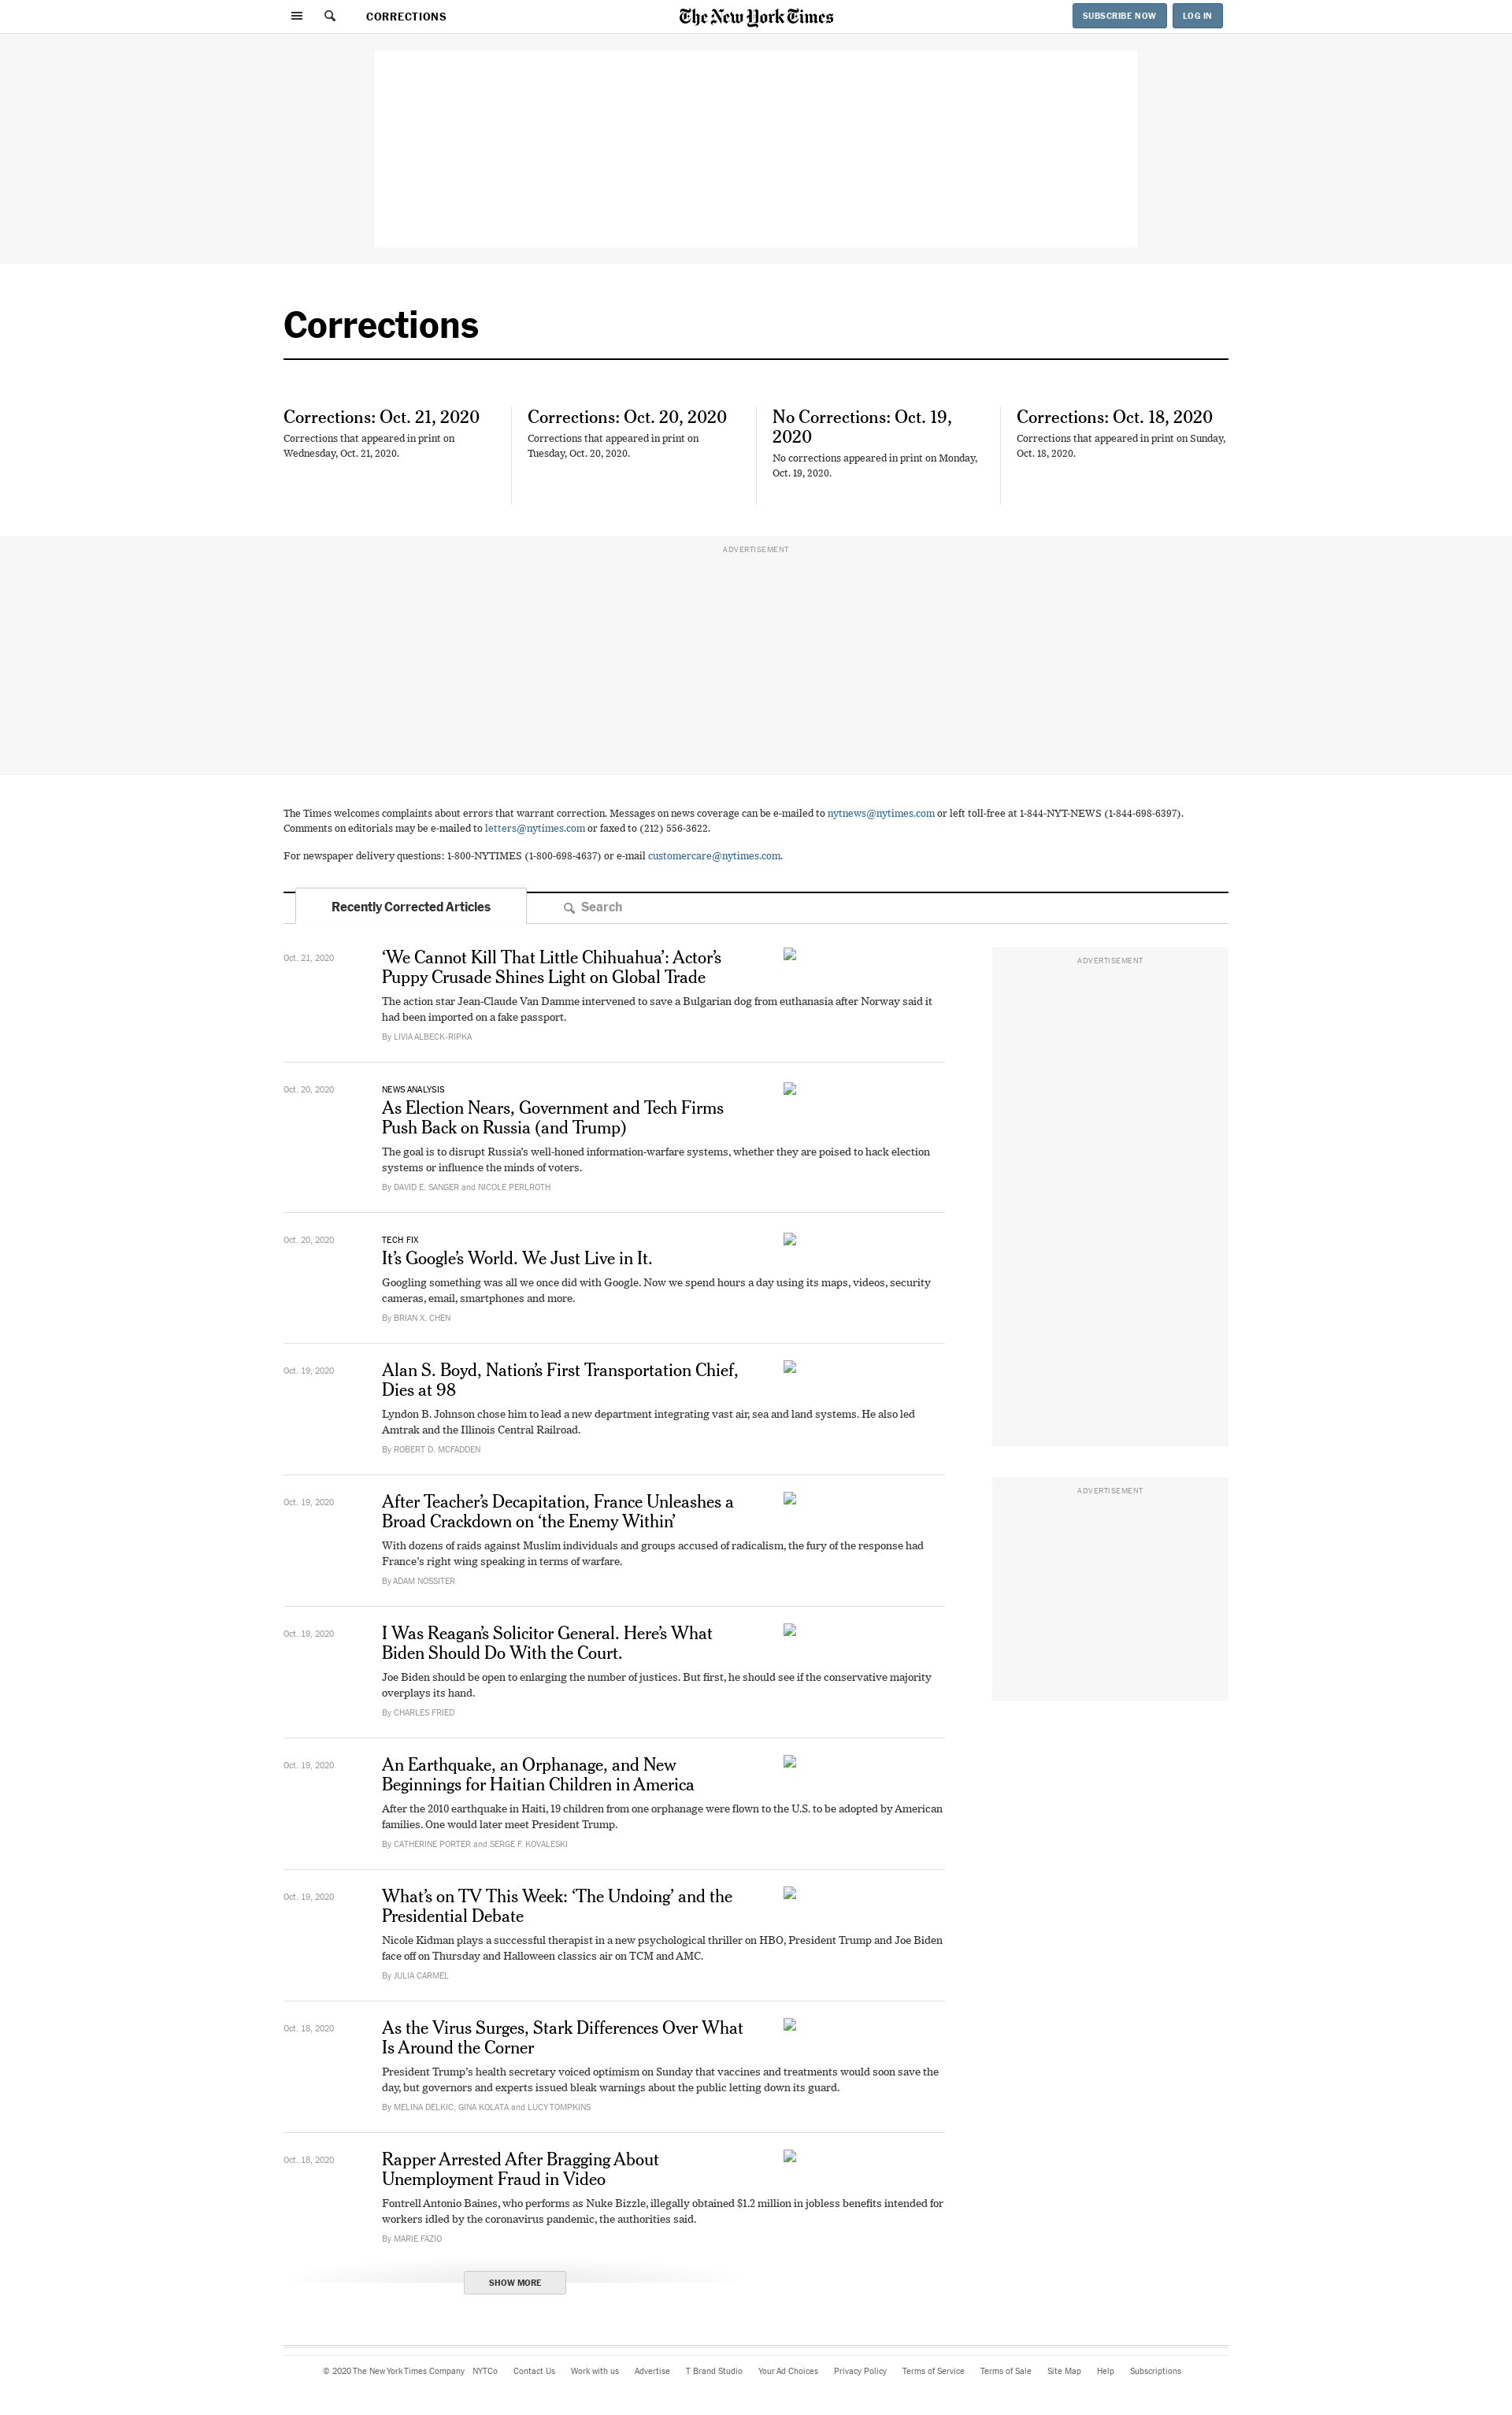 CORRECTIONS
The New York Times
SUBSCRIBE NOW
LOG IN
Corrections
Corrections: Oct. 21, 2020
Corrections that appeared in print on
Wednesday, Oct. 21, 2020.
Corrections: Oct. 20, 2020
Corrections that appeared in print on
Tuesday, Oct. 20, 2020.
No Corrections: Oct. 19,
2020
No corrections appeared in print on Monday,
Oct. 19, 2020.
Corrections: Oct. 18, 2020
Corrections that appeared in print on Sunday,
Oct. 18, 2020.
ADVERTISEMENT
The Times welcomes complaints about errors that warrant correction. Messages on news coverage can be e-mailed to nytnews@nytimes.com or left toll-free at 1-844-NYT-NEWS (1-844-698-6397).
Comments on editorials may be e-mailed to letters@nytimes.com or faxed to (212) 556-3622.
For newspaper delivery questions: 1-800-NYTIMES (1-800-698-4637) or e-mail customercare@nytimes.com.
Recently Corrected Articles
Search
Oct. 21, 2020
‘We Cannot Kill That Little Chihuahua’: Actor’s
Puppy Crusade Shines Light on Global Trade
The action star Jean-Claude Van Damme intervened to save a Bulgarian dog from euthanasia after Norway said it
had been imported on a fake passport.
By LIVIA ALBECK-RIPKA
ADVERTISEMENT
Oct. 20, 2020
NEWS ANALYSIS
As Election Nears, Government and Tech Firms
Push Back on Russia (and Trump)
The goal is to disrupt Russia’s well-honed information-warfare systems, whether they are poised to hack election
systems or influence the minds of voters.
By DAVID E. SANGER and NICOLE PERLROTH
Oct. 20, 2020
TECH FIX
It’s Google’s World. We Just Live in It.
Googling something was all we once did with Google. Now we spend hours a day using its maps, videos, security
cameras, email, smartphones and more.
By BRIAN X. CHEN
Oct. 19, 2020
Alan S. Boyd, Nation’s First Transportation Chief,
Dies at 98
Lyndon B. Johnson chose him to lead a new department integrating vast air, sea and land systems. He also led
Amtrak and the Illinois Central Railroad.
By ROBERT D. MCFADDEN
Oct. 19, 2020
After Teacher’s Decapitation, France Unleashes a
Broad Crackdown on ‘the Enemy Within’
With dozens of raids against Muslim individuals and groups accused of radicalism, the fury of the response had
France’s right wing speaking in terms of warfare.
By ADAM NOSSITER
ADVERTISEMENT
Oct. 19, 2020
I Was Reagan’s Solicitor General. Here’s What
Biden Should Do With the Court.
Joe Biden should be open to enlarging the number of justices. But first, he should see if the conservative majority
overplays its hand.
By CHARLES FRIED
Oct. 19, 2020
An Earthquake, an Orphanage, and New
Beginnings for Haitian Children in America
After the 2010 earthquake in Haiti, 19 children from one orphanage were flown to the U.S. to be adopted by American
families. One would later meet President Trump.
By CATHERINE PORTER and SERGE F. KOVALESKI
Oct. 19, 2020
What’s on TV This Week: ‘The Undoing’ and the
Presidential Debate
Nicole Kidman plays a successful therapist in a new psychological thriller on HBO, President Trump and Joe Biden
face off on Thursday and Halloween classics air on TCM and AMC.
By JULIA CARMEL
Oct. 18, 2020
As the Virus Surges, Stark Differences Over What
Is Around the Corner
President Trump’s health secretary voiced optimism on Sunday that vaccines and treatments would soon save the
day, but governors and experts issued bleak warnings about the public letting down its guard.
By MELINA DELKIC, GINA KOLATA and LUCY TOMPKINS
Oct. 18, 2020
Rapper Arrested After Bragging About
Unemployment Fraud in Video
Fontrell Antonio Baines, who performs as Nuke Bizzle, illegally obtained $1.2 million in jobless benefits intended for
workers idled by the coronavirus pandemic, the authorities said.
By MARIE FAZIO
SHOW MORE
© 2020 The New York Times Company NYTCo Contact Us Work with us Advertise T Brand Studio Your Ad Choices Privacy Policy Terms of Service Terms of Sale Site Map Help Subscriptions